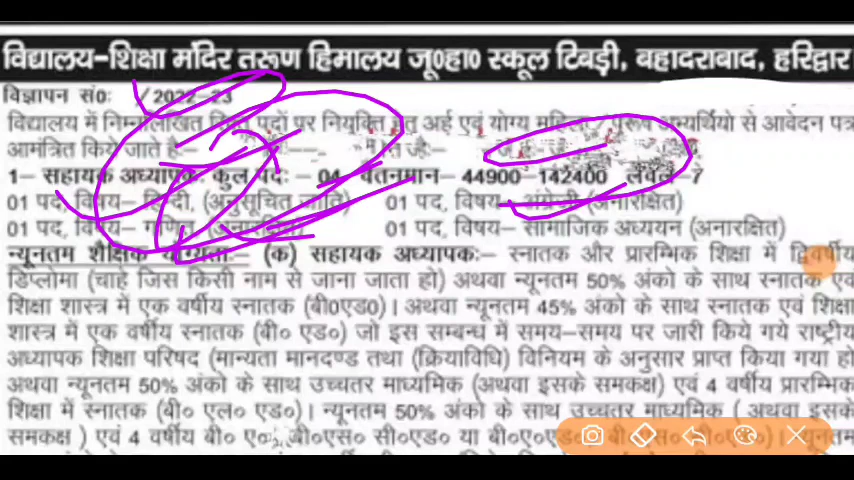 विद्यालय–शिक्षा मंदिर तरूण हिमालय जू०हा० स्कूल टिबड़ी, बहादराबाद, हरिद्वार
विज्ञापन सं०: /2022–23
विद्यालय में निम्नलिखित रिक्त पदों पर नियुक्ति हेतु अर्ह एवं योग्य अभ्यर्थियो से आवेदन पत्र
आमंत्रित किये जाते है:–
1– सहायक अध्यापक: कुल पद: – 04 वेतनमान– 44900 –142400 लेवल– 7
01 पद, विषय– हिन्दी, (अनुसूचित जाति) 01 पद, विषय– अंग्रेजी (अनारक्षित)
01 पद, विषय– गणित (अनारक्षित) 01 पद, विषय– सामाजिक अध्ययन (अनारक्षित)
न्यूनतम शैक्षिक योग्यता:– (क) सहायक अध्यापक:– स्नातक और प्रारम्भिक शिक्षा में द्विवर्षीय
डिप्लोमा (चाहे जिस किसी नाम से जाना जाता हो) अथवा न्यूनतम 50% अंको के साथ स्नातक एवं
शिक्षा शास्त्र में एक वर्षीय स्नातक (बी०एड०)। अथवा न्यूनतम 45% अंको के साथ स्नातक एवं शिक्षा
शास्त्र में एक वर्षीय स्नातक (बी० एड०) जो इस सम्बन्ध में समय–समय पर जारी किये गये राष्ट्रीय
अध्यापक शिक्षा परिषद (मान्यता मानदण्ड तथा (क्रियाविधि) विनियम के अनुसार प्राप्त किया गया हो
अथवा न्यूनतम 50% अंको के साथ उच्चतर माध्यमिक (अथवा इसके समकक्ष) एवं 4 वर्षीय प्रारम्भिक
शिक्षा में स्नातक (बी० एल० एड०)। न्यूनतम 50% अंको के साथ उच्चतर माध्यमिक ( अथवा इसके
समकक्ष ) एवं 4 वर्षीय बी० ए० बी०एस० सी०एड० या बी०ए०एड०